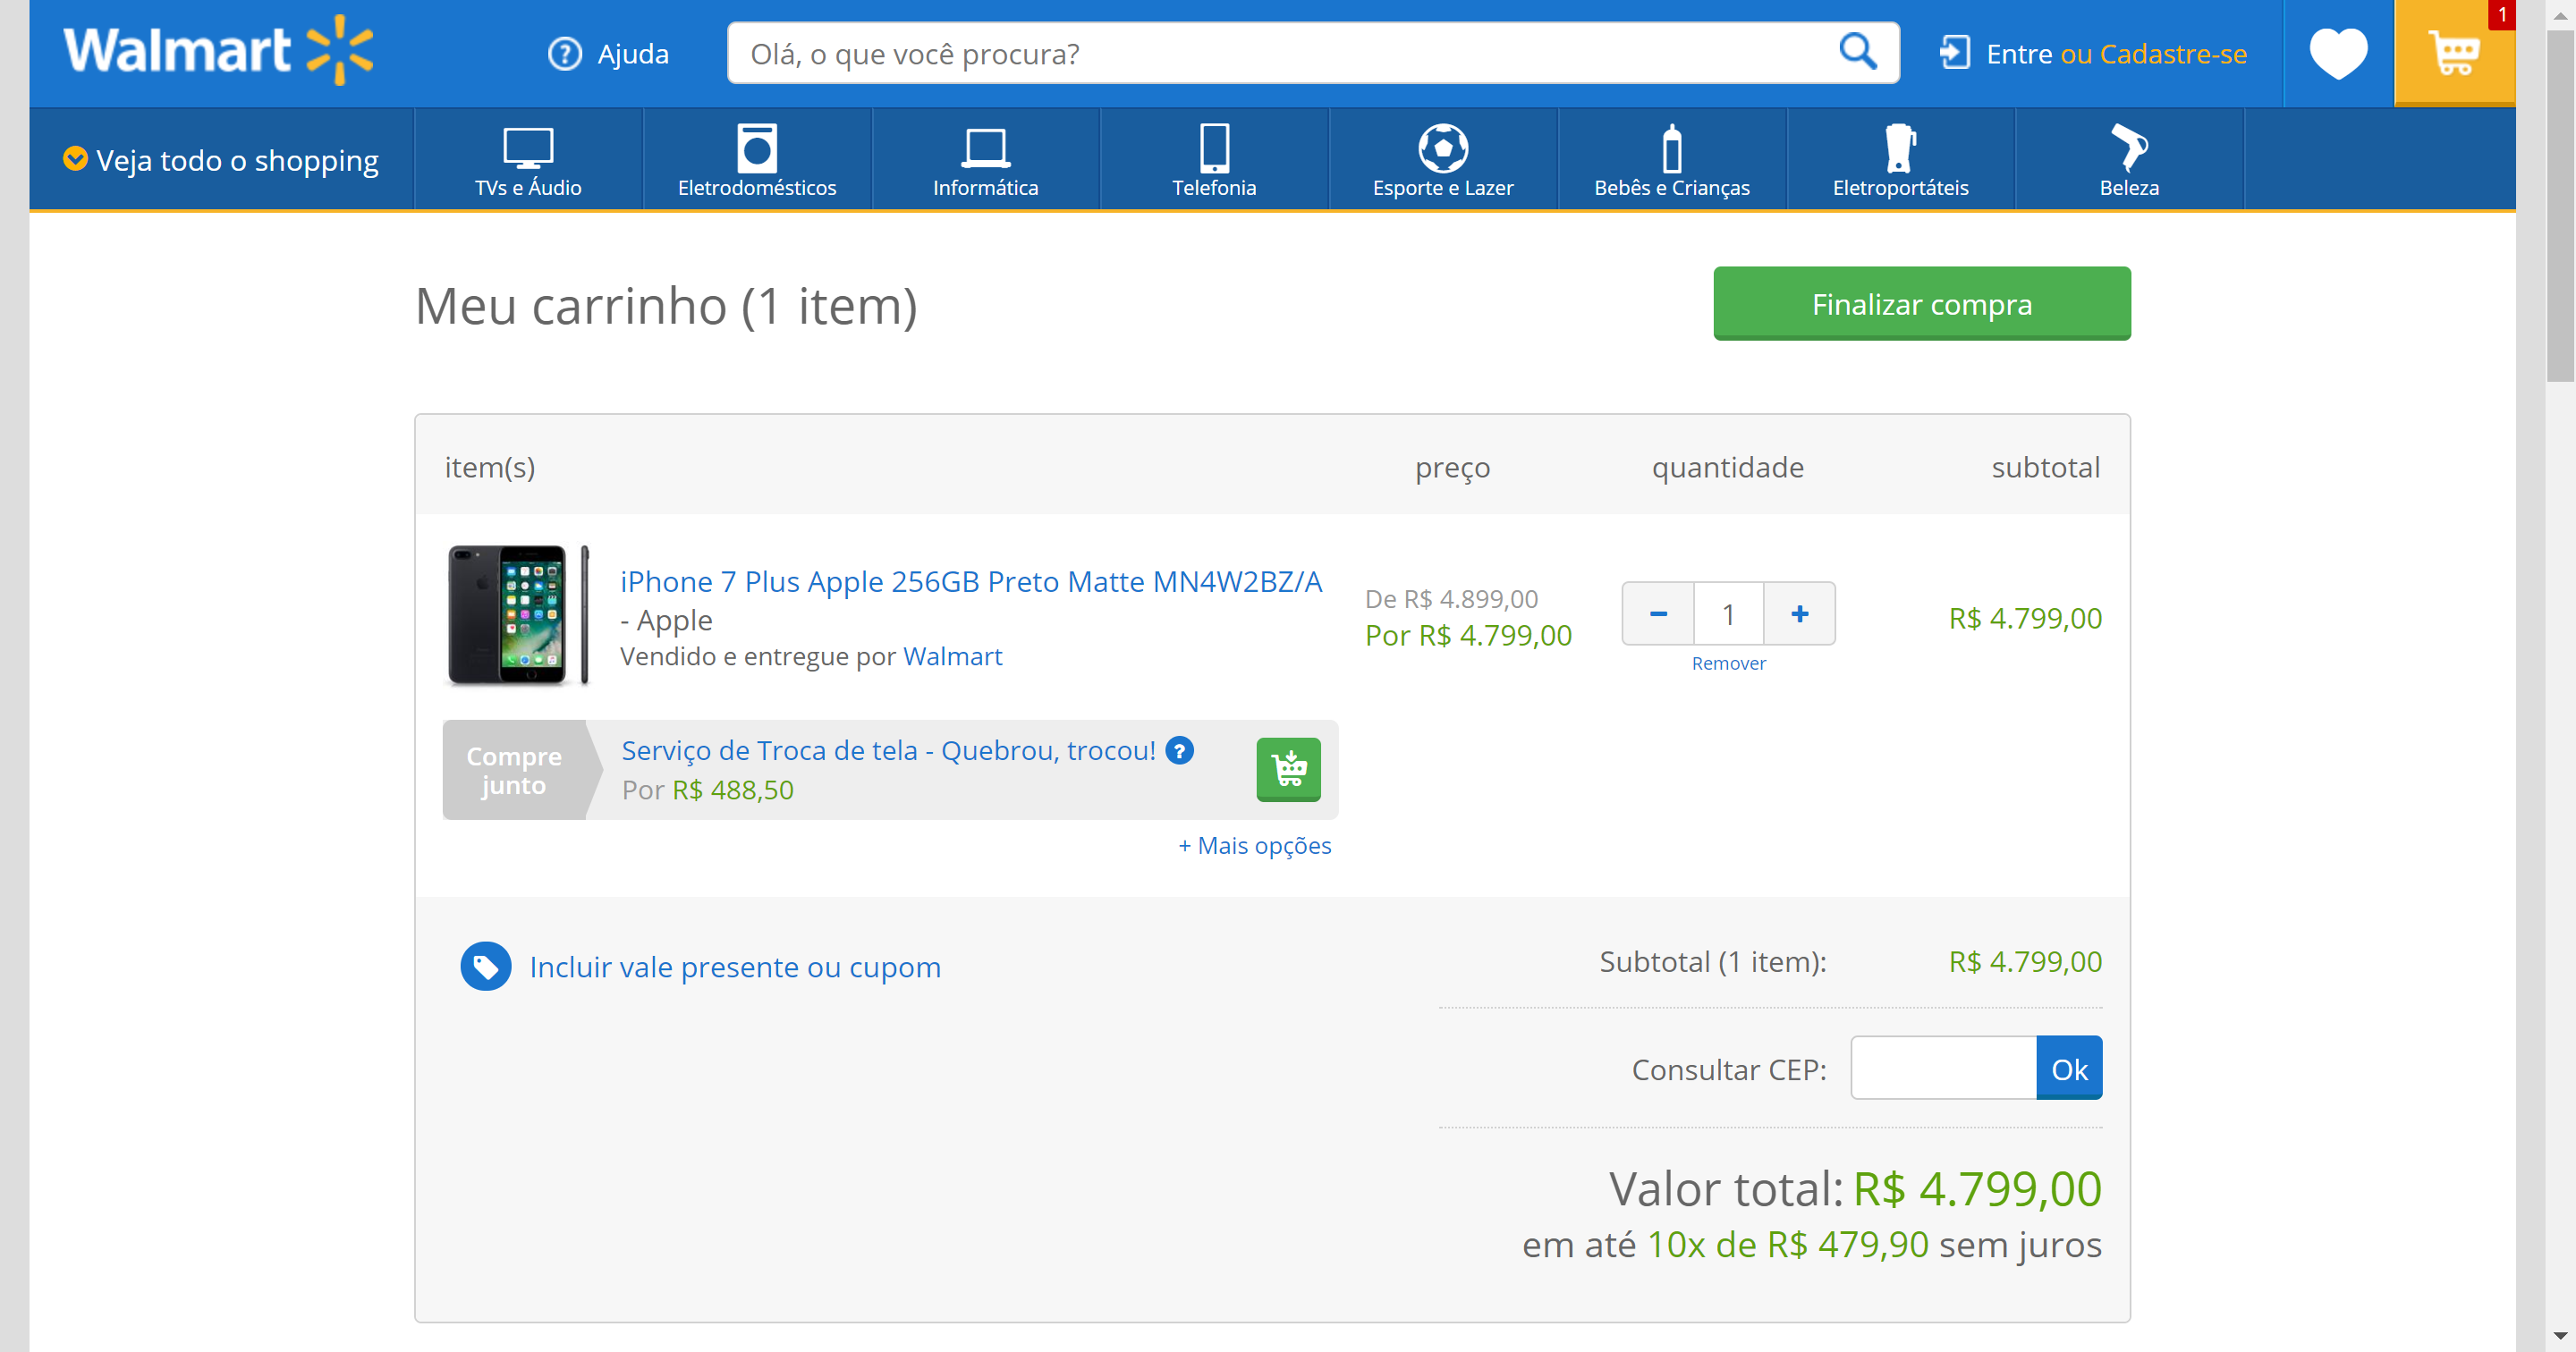 Walmart
? Ajuda
Olá, o que você procura?
Entre ou Cadastre-se
1
Veja todo o shopping
TVs e Áudio
Eletrodomésticos
Informática
Telefonia
Esporte e Lazer
Bebês e Crianças
Eletroportáteis
Beleza
Meu carrinho (1 item)
Finalizar compra
item(s)
preço
quantidade
subtotal
iPhone 7 Plus Apple 256GB Preto Matte MN4W2BZ/A
- Apple
Vendido e entregue por Walmart
De R$ 4.899,00
Por R$ 4.799,00
− 1 +
Remover
R$ 4.799,00
Compre
junto
Serviço de Troca de tela - Quebrou, trocou! ?
Por R$ 488,50
+ Mais opções
Incluir vale presente ou cupom
Subtotal (1 item): R$ 4.799,00
Consultar CEP: Ok
Valor total: R$ 4.799,00
em até 10x de R$ 479,90 sem juros